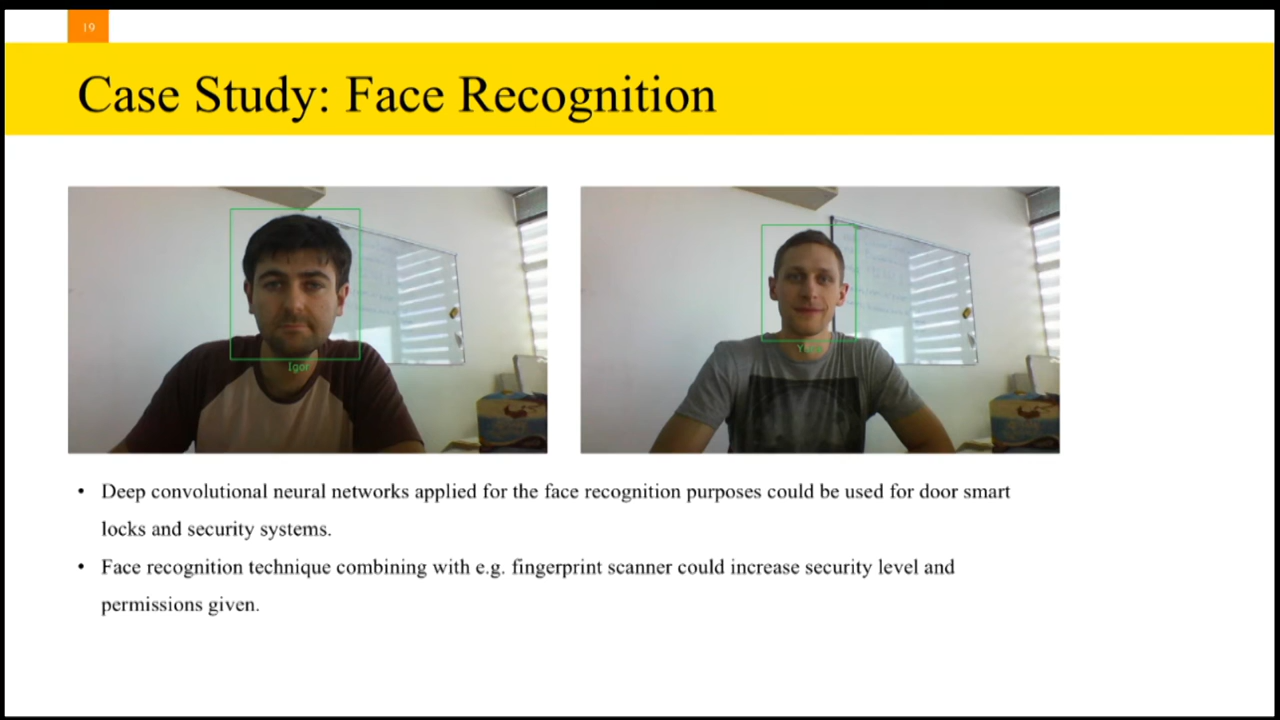 19
Case Study: Face Recognition
Igor
• Deep convolutional neural networks applied for the face recognition purposes could be used for door smart
locks and security systems.
• Face recognition technique combining with e.g. fingerprint scanner could increase security level and
permissions given.